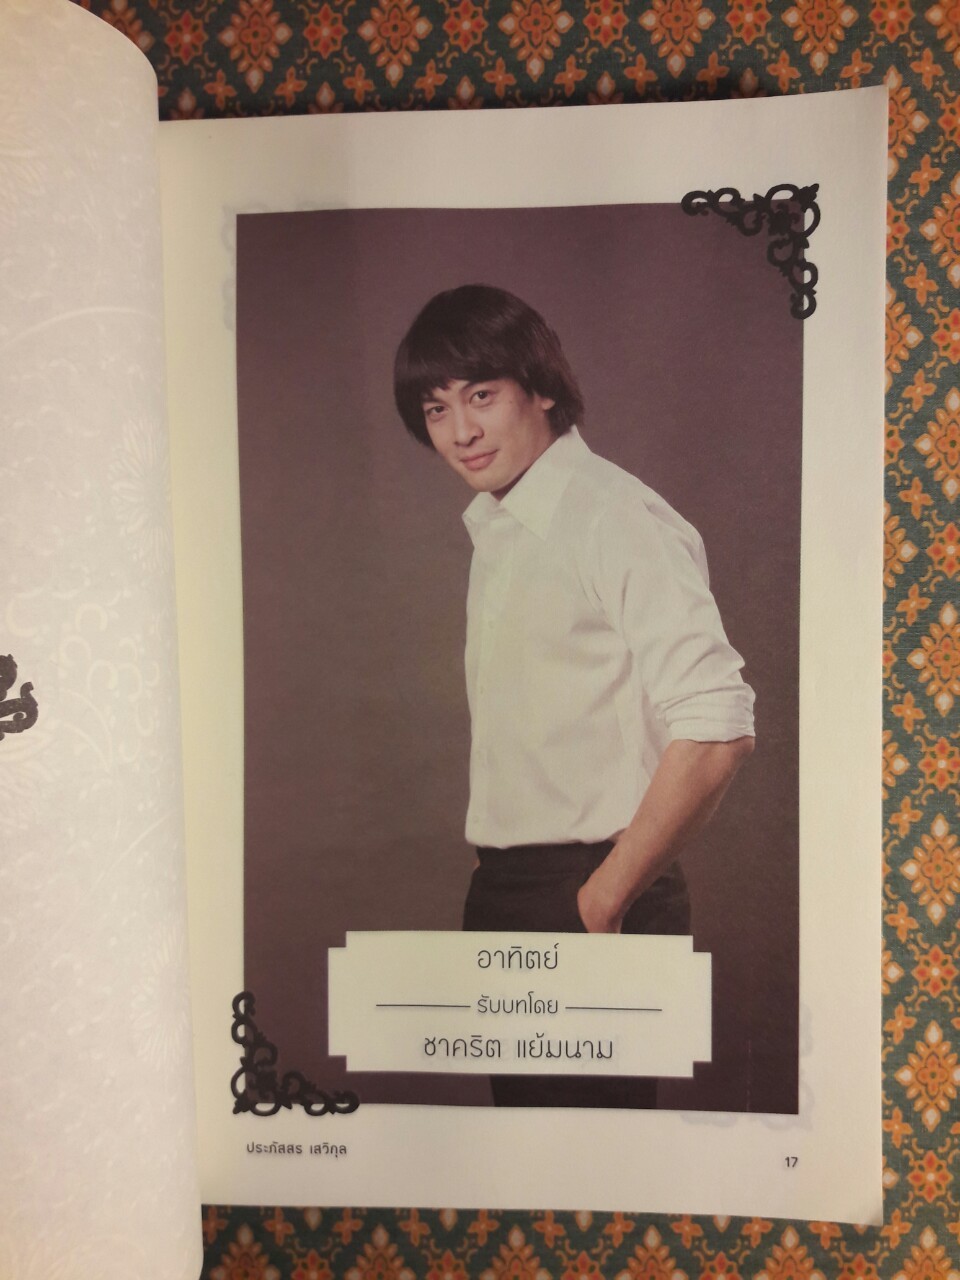 อาทิตย์
รับบทโดย
ชาคริต แย้มนาม
ประภัสสร เสวิกุล
17